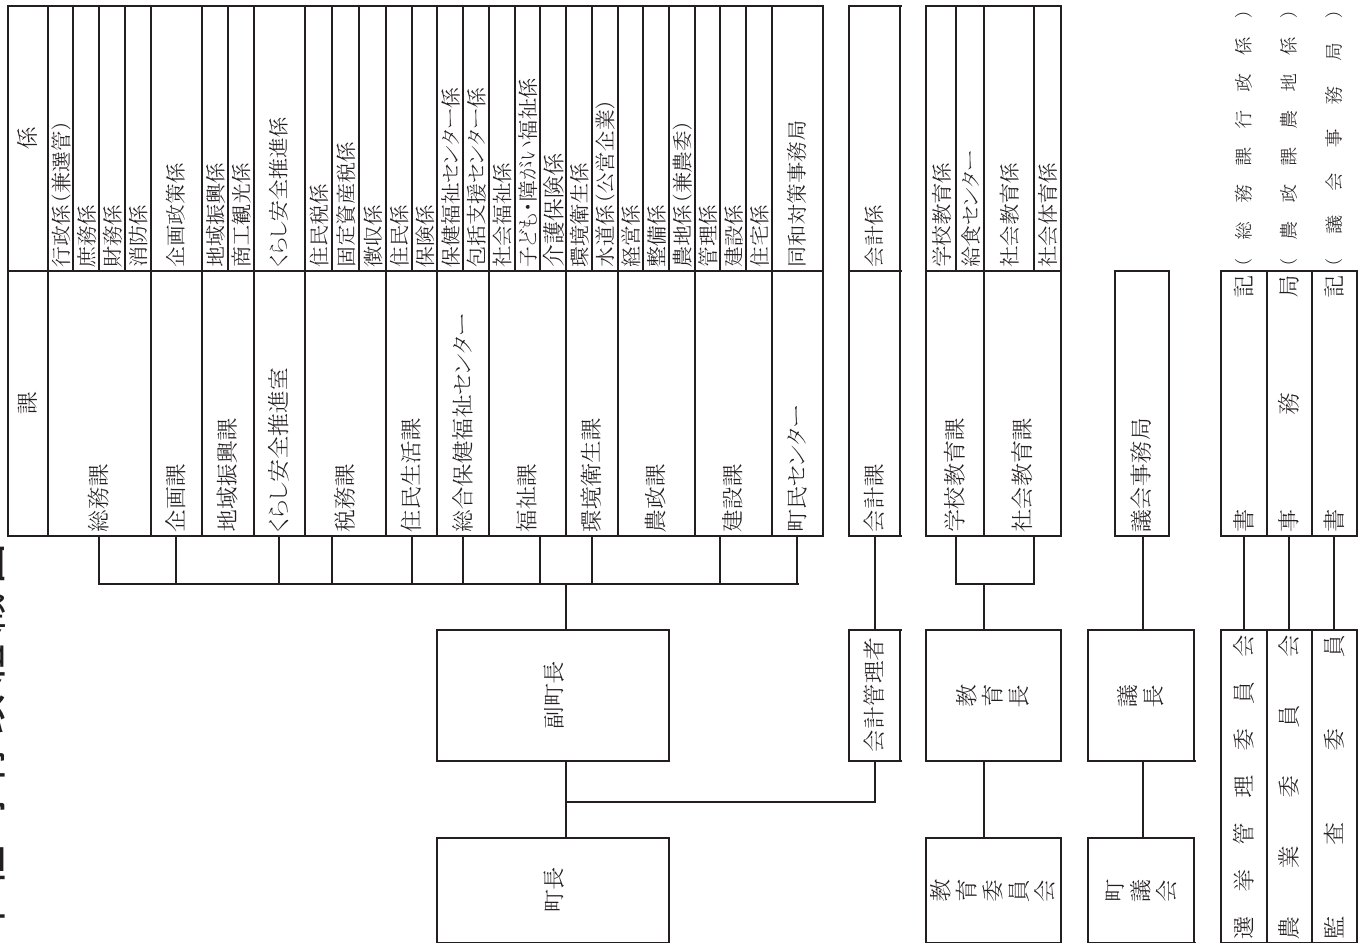 課
係
総務課
行政係（兼選管）
庶務係
財務係
消防係
企画課
企画政策係
地域振興課
地域振興係
商工観光係
くらし安全推進室
くらし安全推進係
税務課
住民税係
固定資産税係
徴収係
住民生活課
住民係
保険係
総合保健福祉センター
保健福祉センター係
包括支援センター係
福祉課
社会福祉係
子ども・障がい福祉係
介護保険係
環境衛生課
環境衛生係
水道係（公営企業）
農政課
経営係
整備係
農地係（兼農委）
建設課
管理係
建設係
住宅係
町民センター
同和対策事務局
町長
副町長
会計管理者
会計課
会計係
教育委員会
教育長
学校教育課
学校教育係
給食センター
社会教育課
社会教育係
社会体育係
町議会
議長
議会事務局
選挙管理委員会
書記
（総務課行政係）
農業委員会
事務局
（農政課農地係）
監査委員
書記
（議会事務局）